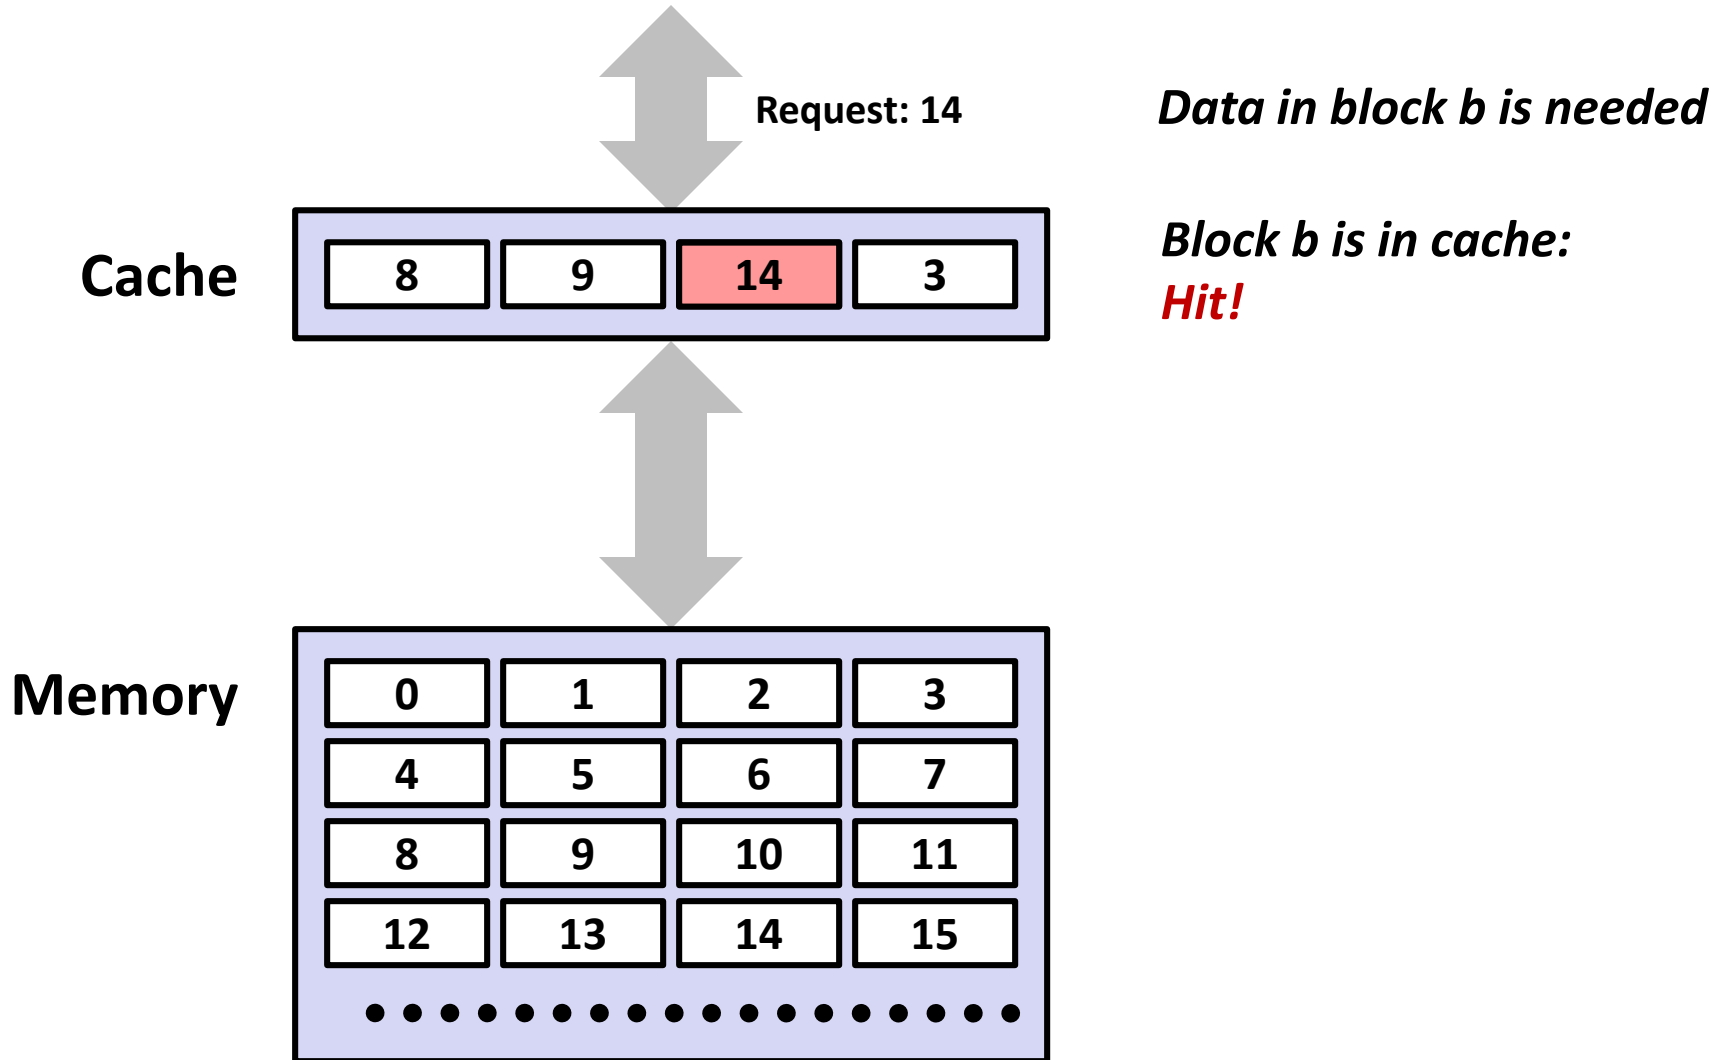 Request: 14
Data in block b is needed
Cache
8 9 14 3
Block b is in cache:
Hit!
Memory
0 1 2 3
4 5 6 7
8 9 10 11
12 13 14 15